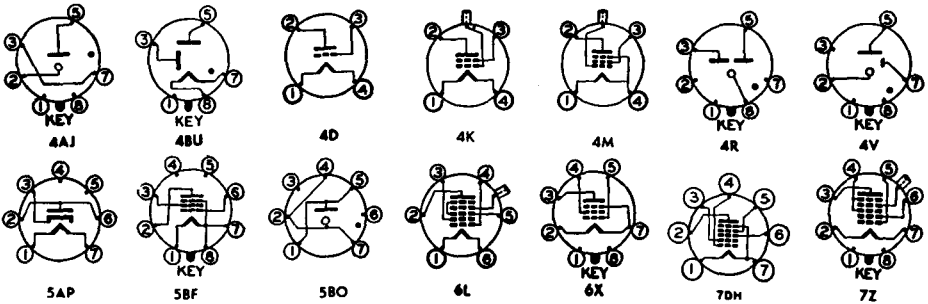 5 5 2 3 2 3 2 3 5 5
3 3 3 3
2 7 7 7 2 7
1 8 1 8 1 4 1 4 1 4 1 8 1 8
KEY KEY KEY KEY
4AJ 4BU 4D 4K 4M 4R 4V
3 4 5 4 5 3 4 5 3 4 4 5 3 4 5 4 5
2 6 3 6 2 6 2 5 3 2 6 3 6
2 7 2 7 2 7
1 7 1 8 1 7 1 6 1 8 1 7 1 8
KEY KEY KEY
5AP 5BF 5BO 6L 6X 7DH 7Z